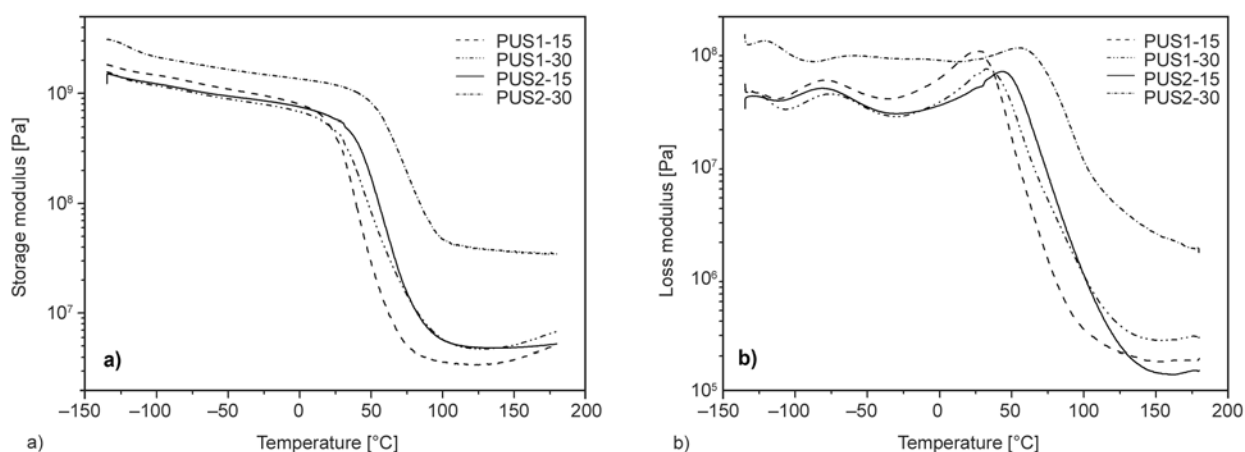 Storage modulus [Pa]
10⁹
10⁸
10⁷
PUS1-15
PUS1-30
PUS2-15
PUS2-30
a)
–150 –100 –50 0 50 100 150 200
Temperature [°C]
a)
Loss modulus [Pa]
10⁸
10⁷
10⁶
10⁵
PUS1-15
PUS1-30
PUS2-15
PUS2-30
b)
–150 –100 –50 0 50 100 150 200
Temperature [°C]
b)